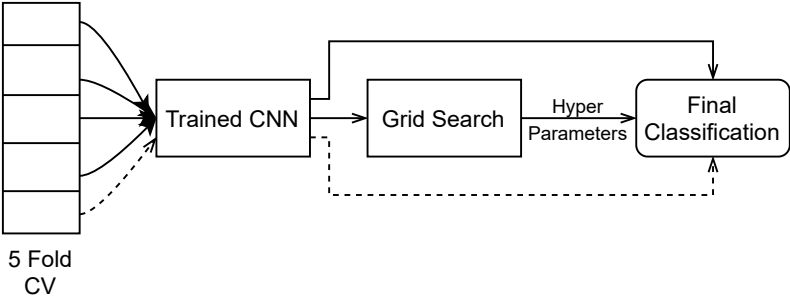 Trained CNN
Grid Search
Hyper
Parameters
Final
Classification
5 Fold
CV